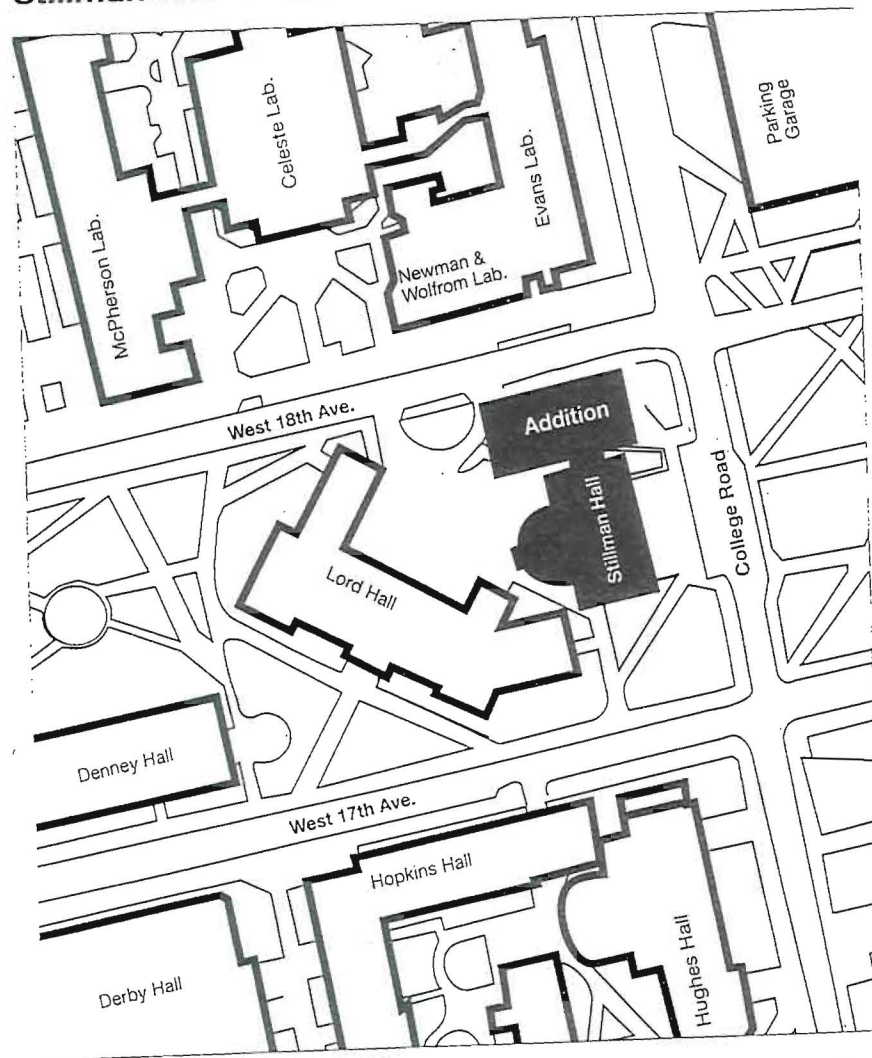 Stillman
Celeste Lab.
Parking
Garage
Evans Lab.
McPherson Lab.
Newman &
Wolfrom Lab.
West 18th Ave.
Addition
Stillman Hall
College Road
Lord Hall
Denney Hall
West 17th Ave.
Hopkins Hall
Hughes Hall
Derby Hall